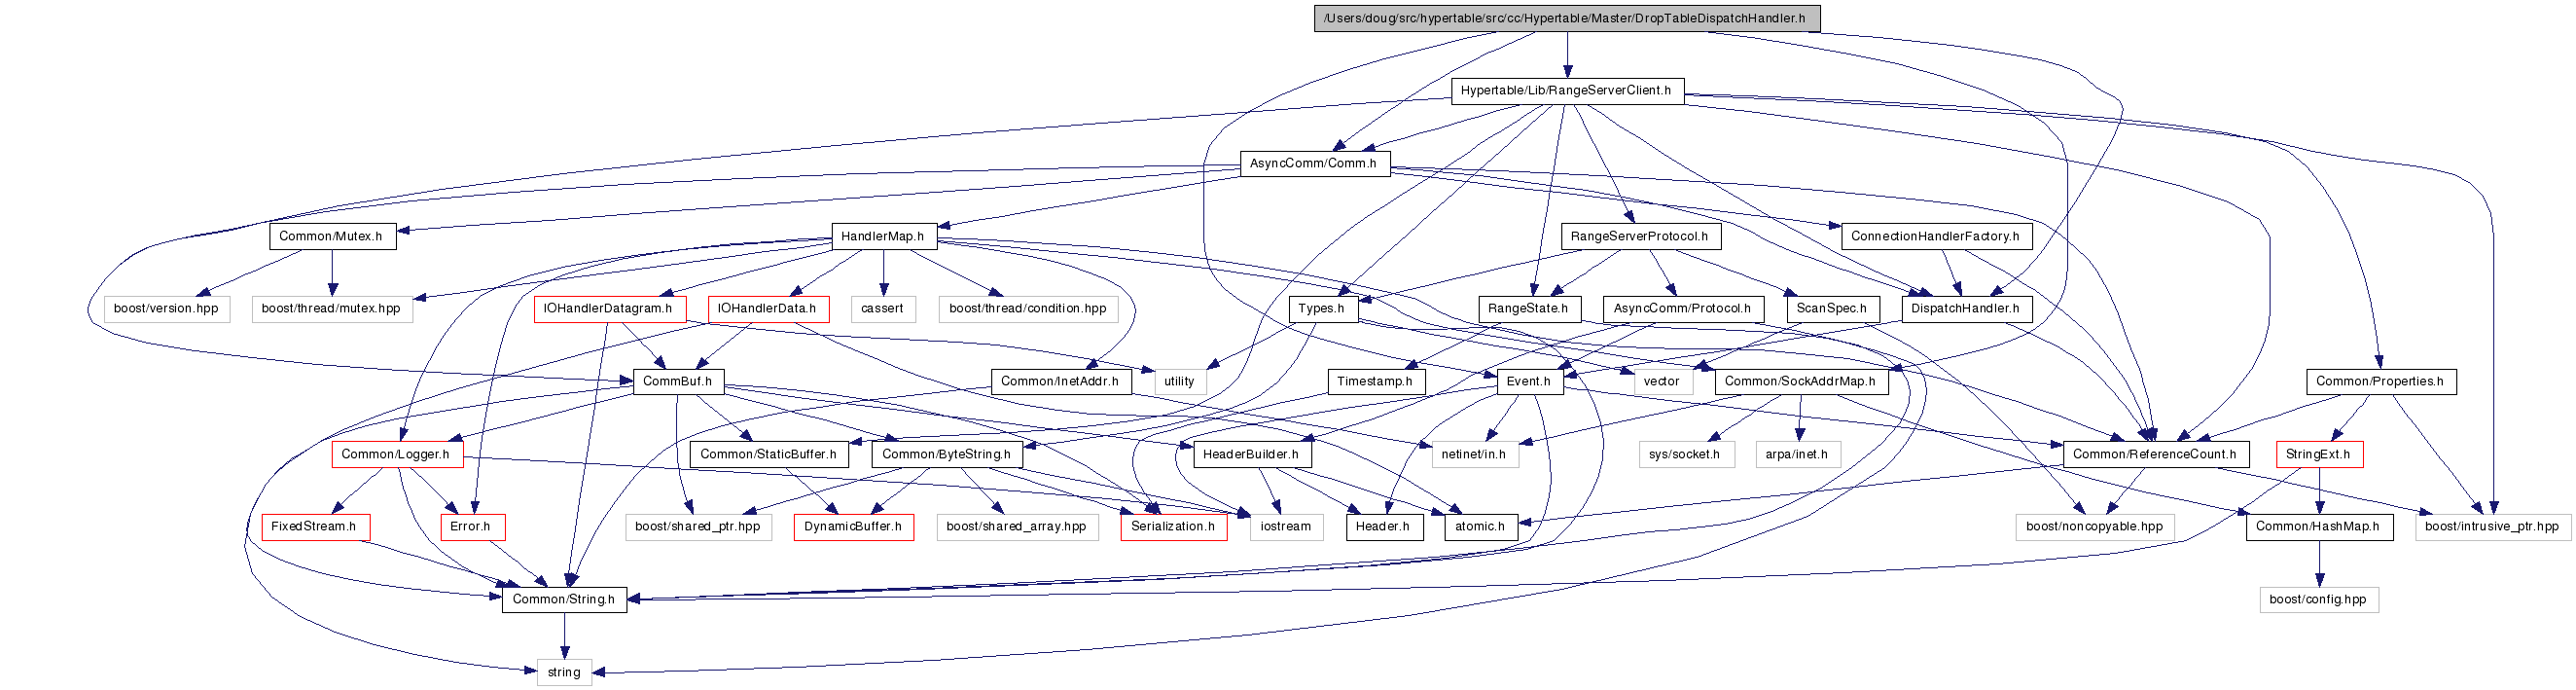 /Users/doug/src/hypertable/src/cc/Hypertable/Master/DropTableDispatchHandler.h
Hypertable/Lib/RangeServerClient.h
AsyncComm/Comm.h
Common/Mutex.h
HandlerMap.h
RangeServerProtocol.h
ConnectionHandlerFactory.h
boost/version.hpp
boost/thread/mutex.hpp
IOHandlerDatagram.h
IOHandlerData.h
cassert
boost/thread/condition.hpp
Types.h
RangeState.h
AsyncComm/Protocol.h
ScanSpec.h
DispatchHandler.h
CommBuf.h
Common/InetAddr.h
utility
Timestamp.h
Event.h
vector
Common/SockAddrMap.h
Common/Properties.h
Common/Logger.h
Common/StaticBuffer.h
Common/ByteString.h
HeaderBuilder.h
netinet/in.h
sys/socket.h
arpa/inet.h
Common/ReferenceCount.h
StringExt.h
FixedStream.h
Error.h
boost/shared_ptr.hpp
DynamicBuffer.h
boost/shared_array.hpp
Serialization.h
iostream
Header.h
atomic.h
boost/noncopyable.hpp
Common/HashMap.h
boost/intrusive_ptr.hpp
Common/String.h
boost/config.hpp
string